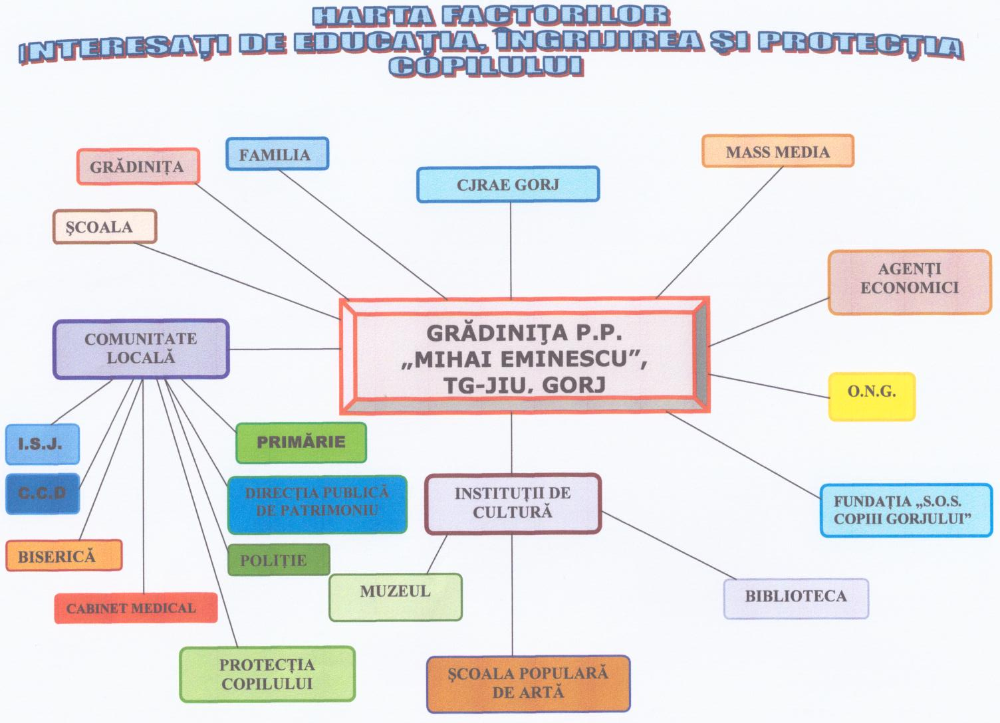 HARTA FACTORILOR
INTERESAȚI DE EDUCAȚIA, ÎNGRIJIREA ȘI PROTECȚIA
COPILULUI
GRĂDINIȚA
FAMILIA
CJRAE GORJ
MASS MEDIA
ŞCOALA
AGENȚI
ECONOMICI
COMUNITATE
LOCALĂ
GRĂDINIŢA P.P.
„MIHAI EMINESCU”,
TG-JIU, GORJ
O.N.G.
I.S.J.
PRIMĂRIE
C.C.D
DIRECȚIA PUBLICĂ
DE PATRIMONIU
INSTITUȚII DE
CULTURĂ
FUNDAȚIA „S.O.S.
COPIII GORJULUI”
BISERICĂ
POLIȚIE
MUZEUL
BIBLIOTECA
CABINET MEDICAL
PROTECȚIA
COPILULUI
ŞCOALA POPULARĂ
DE ARTĂ